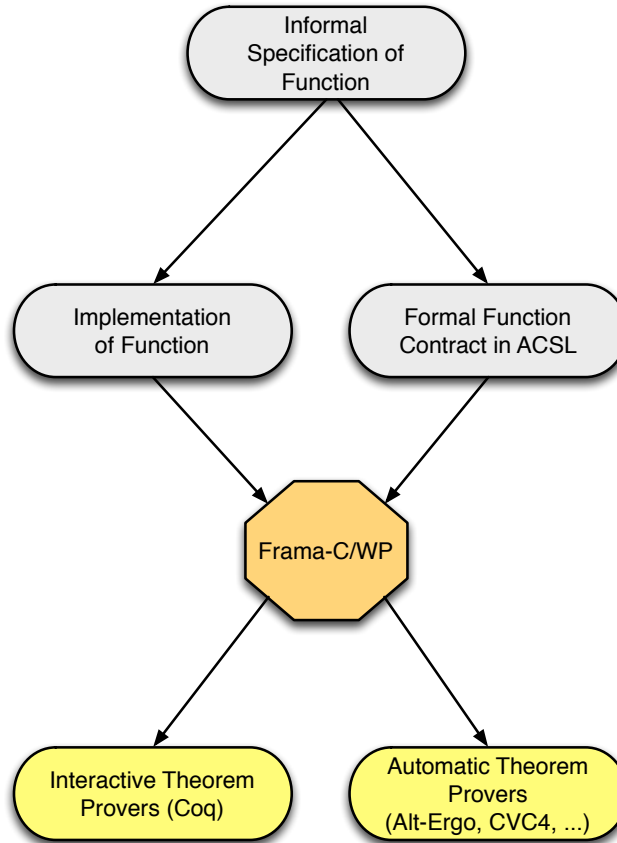 Informal
Specification of
Function
Implementation
of Function
Formal Function
Contract in ACSL
Frama-C/WP
Interactive Theorem
Provers (Coq)
Automatic Theorem
Provers
(Alt-Ergo, CVC4, ...)